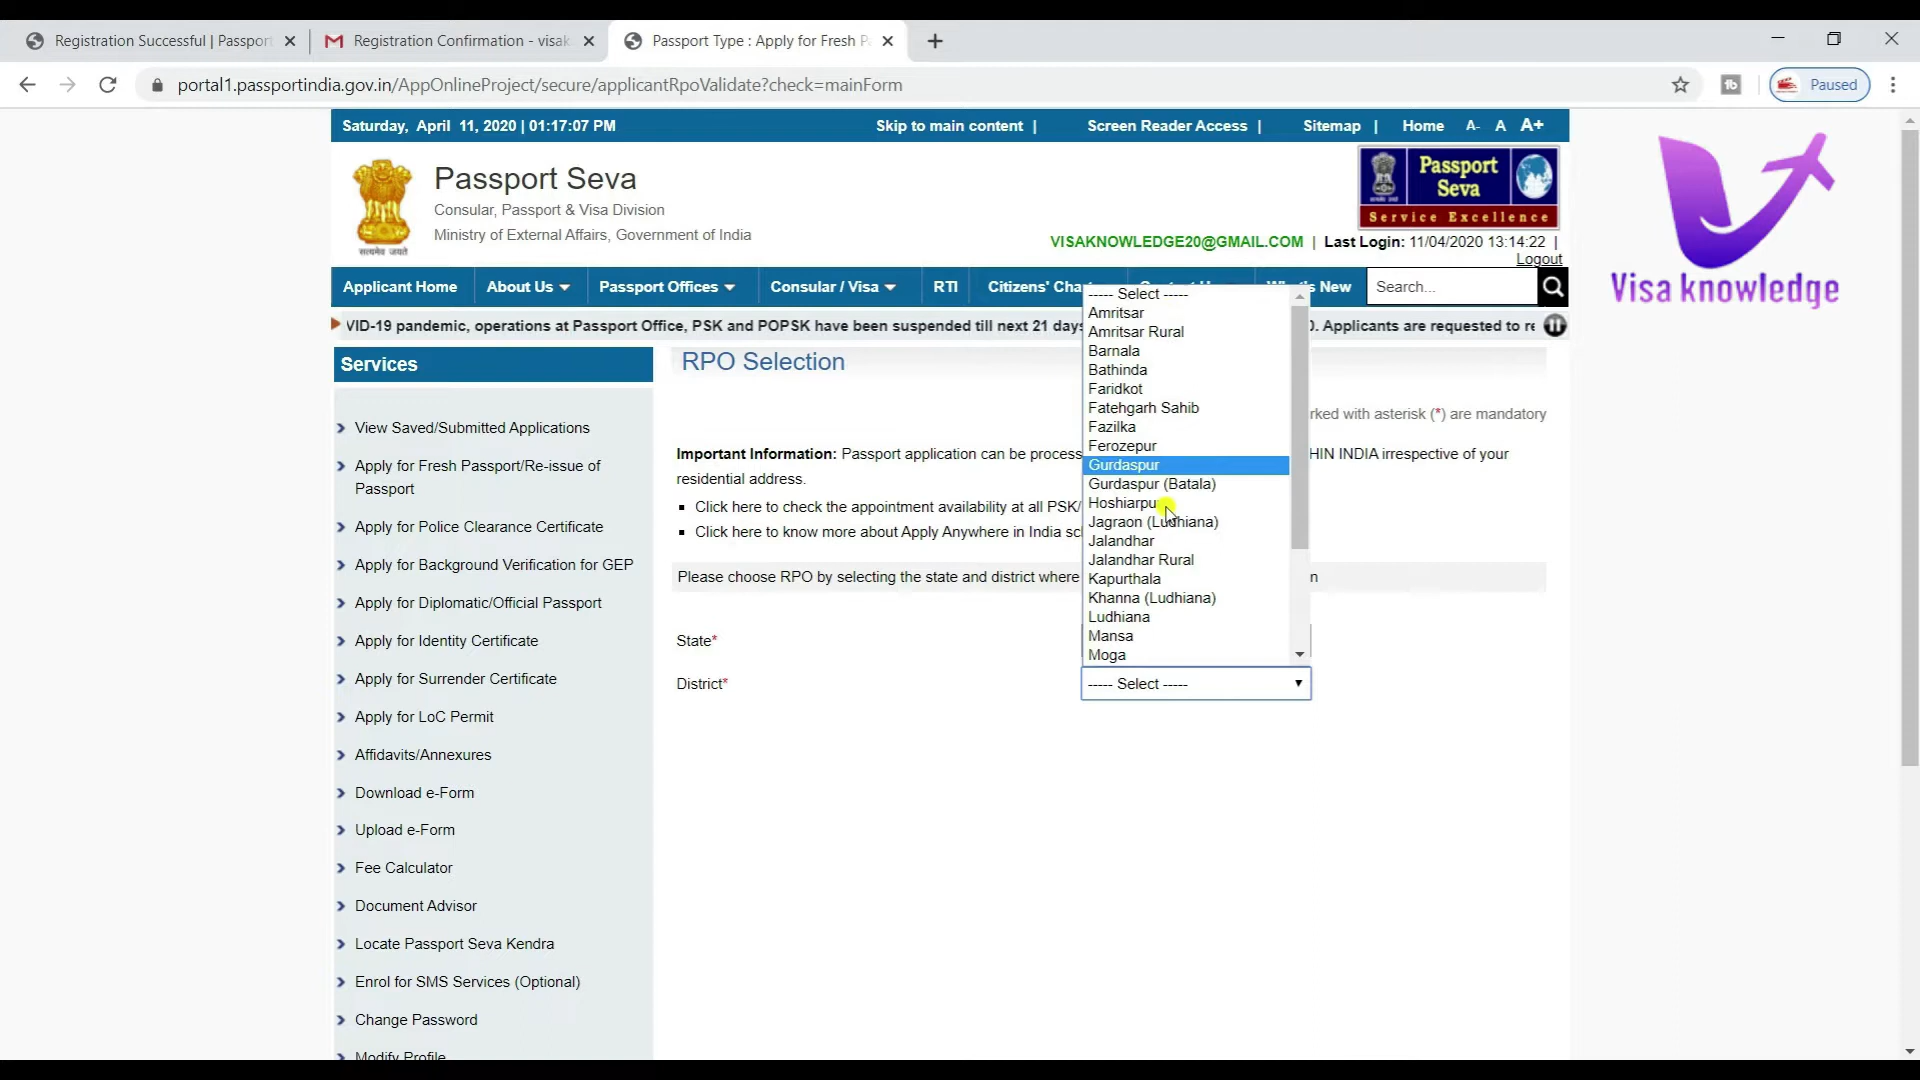 Registration Successful | Passport
Registration Confirmation - visak
Passport Type : Apply for Fresh P
portal1.passportindia.gov.in/AppOnlineProject/secure/applicantRpoValidate?check=mainForm
Paused
Saturday, April 11, 2020 | 01:17:07 PM
Skip to main content |
Screen Reader Access |
Sitemap |
Home
A- A A+
Passport Seva
Consular, Passport & Visa Division
Ministry of External Affairs, Government of India
सत्यमेव जयते
Passport
Seva
Service Excellence
Visa knowledge
VISAKNOWLEDGE20@GMAIL.COM | Last Login: 11/04/2020 13:14:22 |
Logout
Applicant Home
About Us
Passport Offices
Consular / Visa
RTI
Citizens' Cha
New
Search...
VID-19 pandemic, operations at Passport Office, PSK and POPSK have been suspended till next 21 days
0. Applicants are requested to re
Services
View Saved/Submitted Applications
Apply for Fresh Passport/Re-issue of
Passport
Apply for Police Clearance Certificate
Apply for Background Verification for GEP
Apply for Diplomatic/Official Passport
Apply for Identity Certificate
Apply for Surrender Certificate
Apply for LoC Permit
Affidavits/Annexures
Download e-Form
Upload e-Form
Fee Calculator
Document Advisor
Locate Passport Seva Kendra
Enrol for SMS Services (Optional)
Change Password
Modify Profile
RPO Selection
rked with asterisk (*) are mandatory
Important Information: Passport application can be process
HIN INDIA irrespective of your
residential address.
Click here to check the appointment availability at all PSK/
Click here to know more about Apply Anywhere in India sc
Please choose RPO by selecting the state and district where
n
State*
District*
----- Select -----
Amritsar
Amritsar Rural
Barnala
Bathinda
Faridkot
Fatehgarh Sahib
Fazilka
Ferozepur
Gurdaspur
Gurdaspur (Batala)
Hoshiarpur
Jagraon (Ludhiana)
Jalandhar
Jalandhar Rural
Kapurthala
Khanna (Ludhiana)
Ludhiana
Mansa
Moga
----- Select -----